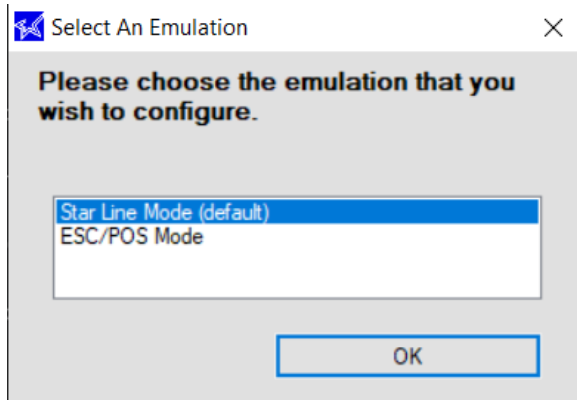 Select An Emulation
Please choose the emulation that you
wish to configure.
Star Line Mode (default)
ESC/POS Mode
OK